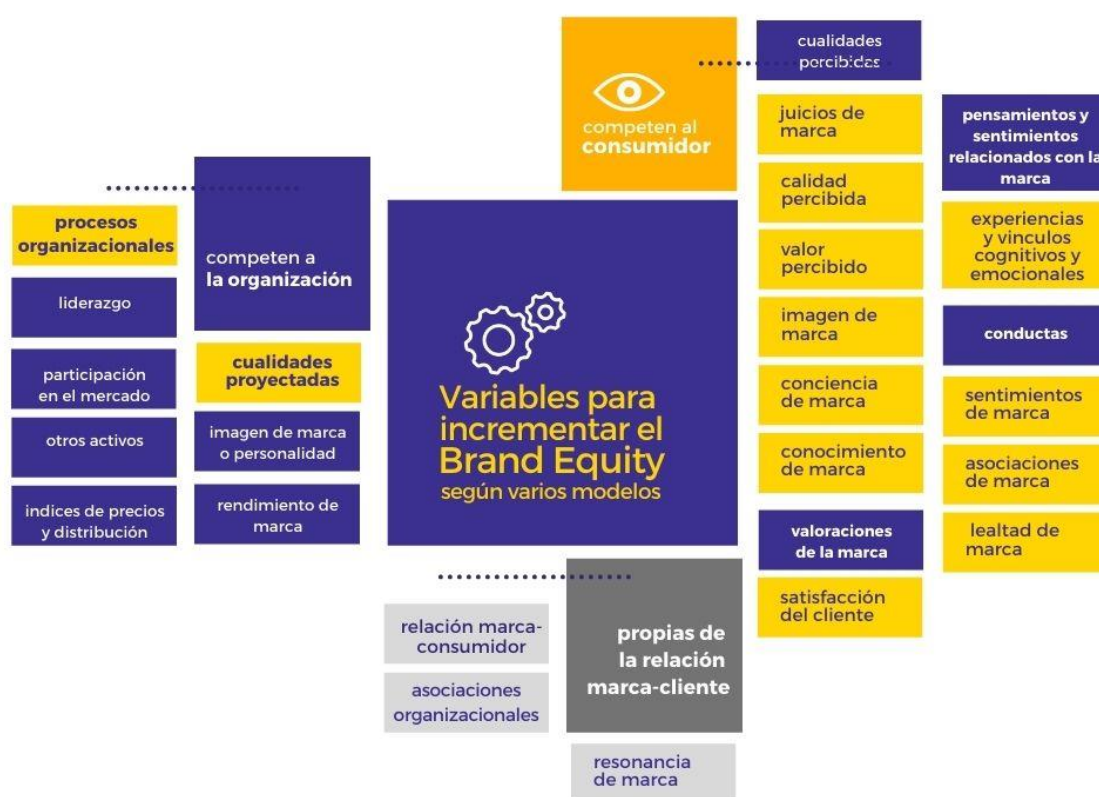 competen al
consumidor
cualidades
percibidas
juicios de
marca
calidad
percibida
valor
percibido
imagen de
marca
conciencia
de marca
conocimiento
de marca
valoraciones
de la marca
satisfacción
del cliente
pensamientos y
sentimientos
relacionados con la
marca
experiencias
y vinculos
cognitivos y
emocionales
conductas
sentimientos
de marca
asociaciones
de marca
lealtad de
marca
competen a
la organización
procesos
organizacionales
liderazgo
participación
en el mercado
otros activos
indices de precios
y distribución
cualidades
proyectadas
imagen de marca
o personalidad
rendimiento de
marca
Variables para
incrementar el
Brand Equity
según varios modelos
propias de
la relación
marca-cliente
relación marca-
consumidor
asociaciones
organizacionales
resonancia
de marca